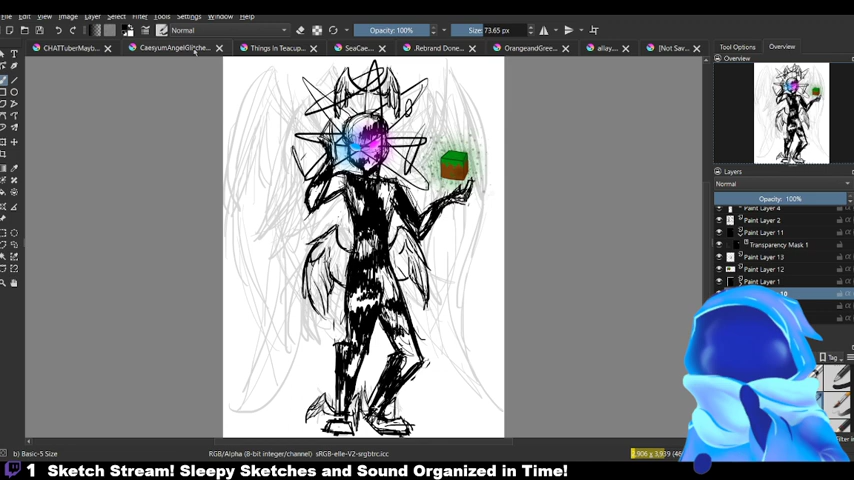 File Edit View Image Layer Select Filter Tools Settings Window Help
Normal Opacity: 100% Size: 73.65 px
CHATTuberMayb... CaesyumAngelGlitche... Things In Teacup... SeaCae... .Rebrand Done... OrangeandGree... allay.... [Not Sav...
Tool Options Overview
Overview
Layers
Normal
Opacity: 100%
Paint Layer 4
Paint Layer 2
Paint Layer 11
Transparency Mask 1
Paint Layer 13
Paint Layer 12
Paint Layer 1
10
Tag
Filter in
b) Basic-5 Size RGB/Alpha (8-bit integer/channel) sRGB-elle-V2-srgbtrc.icc
1 Sketch Stream! Sleepy Sketches and Sound Organized in Time!